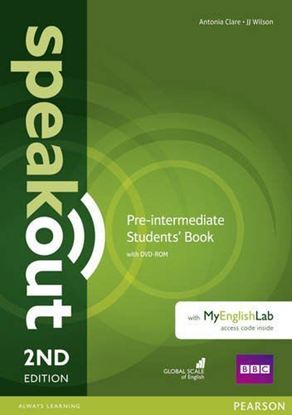 Antonia Clare • JJ Wilson
speakout
Pre-intermediate
Students' Book
with DVD-ROM
with MyEnglishLab
access code inside
2ND
EDITION
GLOBAL SCALE
of English
BBC
ALWAYS LEARNING
PEARSON